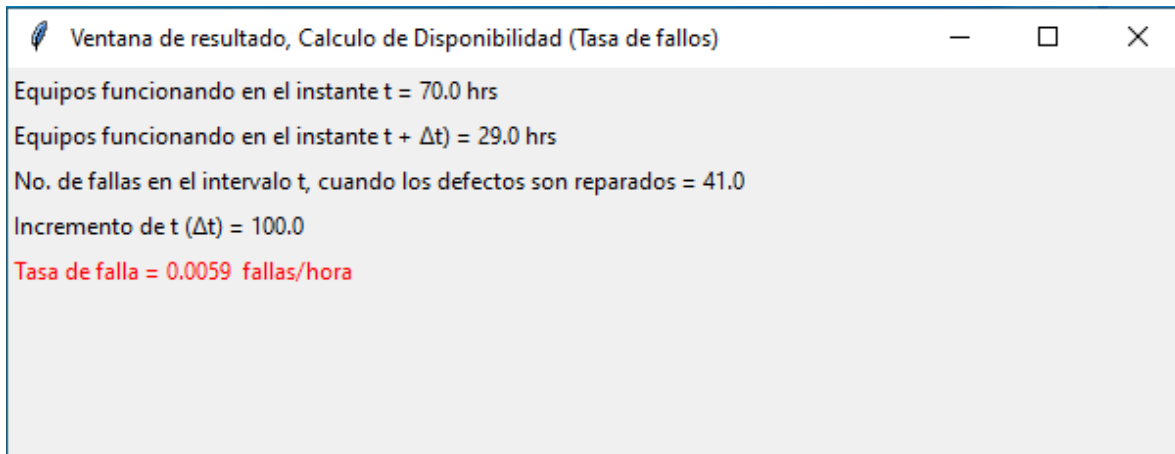 Ventana de resultado, Calculo de Disponibilidad (Tasa de fallos)
Equipos funcionando en el instante t = 70.0 hrs
Equipos funcionando en el instante t + Δt) = 29.0 hrs
No. de fallas en el intervalo t, cuando los defectos son reparados = 41.0
Incremento de t (Δt) = 100.0
Tasa de falla = 0.0059  fallas/hora